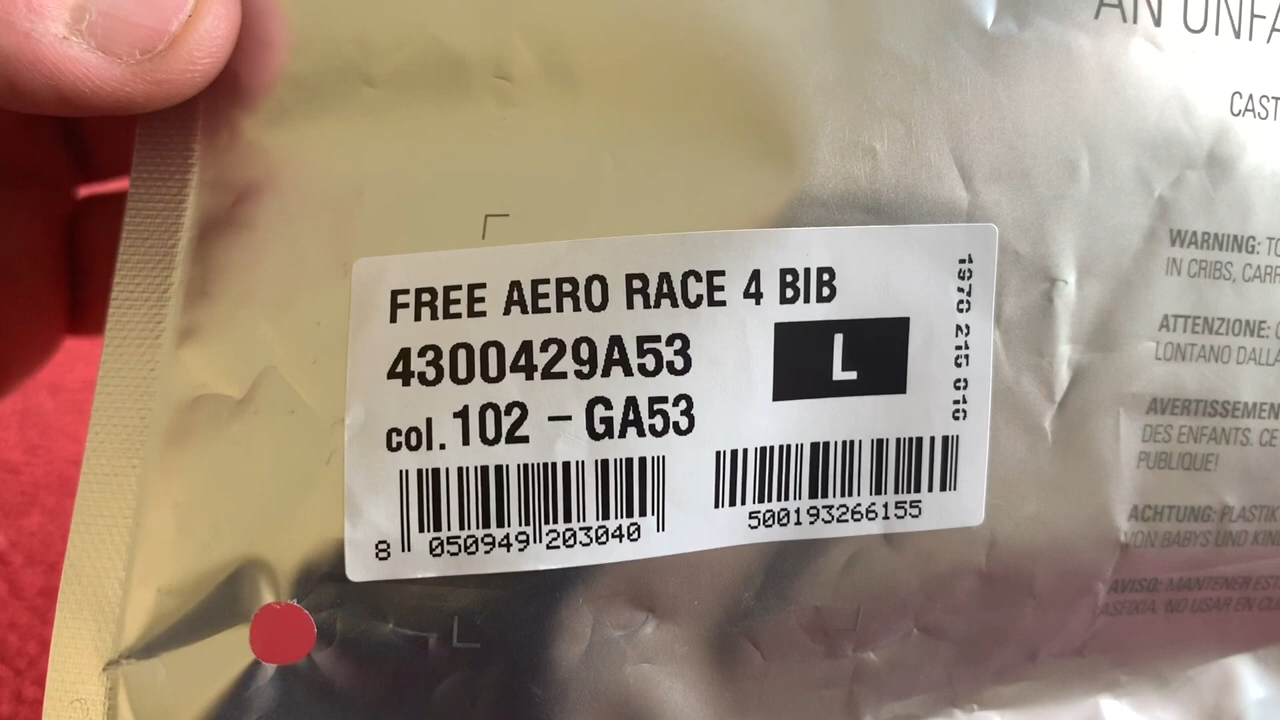 AN UNFA
CAST
FREE AERO RACE 4 BIB
4300429A53
L
col. 102 - GA53
1970 215 016
8 050949 203040
500193266155
WARNING: TO
IN CRIBS, CARR
ATTENZIONE:
LONTANO DALLA
AVERTISSEMEN
DES ENFANTS. CE
PUBLIQUE!
ACHTUNG: PLASTIK
VON BABYS UND KIN
AVISO: MANTENER EST
ASFIXIA. NO USAR EN CU